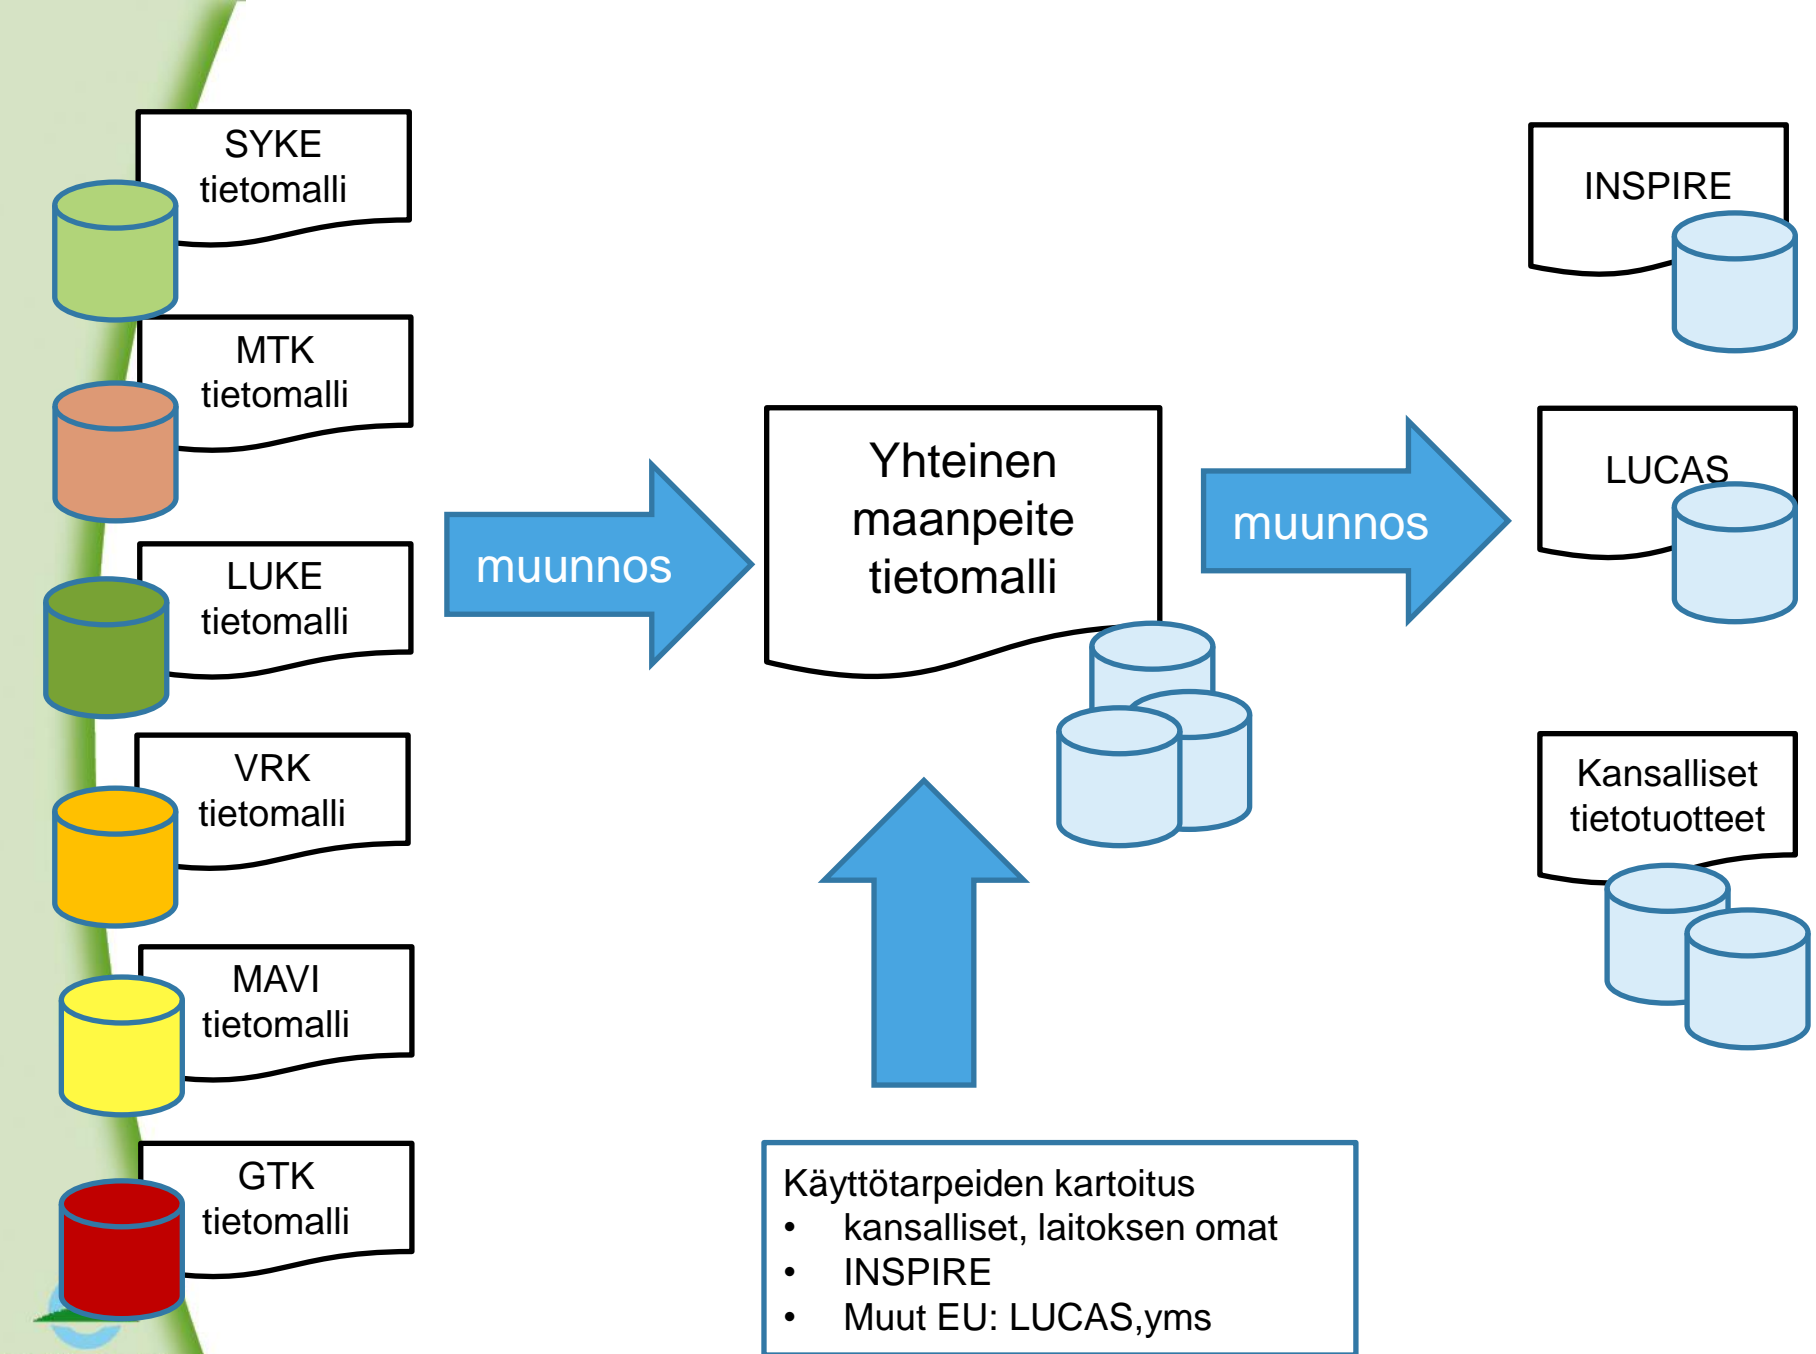 SYKE
tietomalli
MTK
tietomalli
LUKE
tietomalli
VRK
tietomalli
MAVI
tietomalli
GTK
tietomalli
muunnos
Yhteinen
maanpeite
tietomalli
muunnos
INSPIRE
LUCAS
Kansalliset
tietotuotteet
Käyttötarpeiden kartoitus
• kansalliset, laitoksen omat
• INSPIRE
• Muut EU: LUCAS,yms